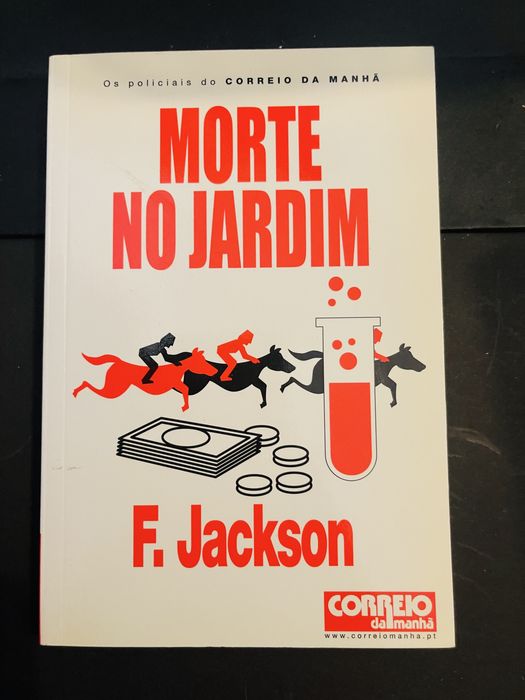 Os policiais do CORREIO DA MANHÃ
MORTE
NO JARDIM
F. Jackson
CORREIO
da manhã
www.correiomanha.pt